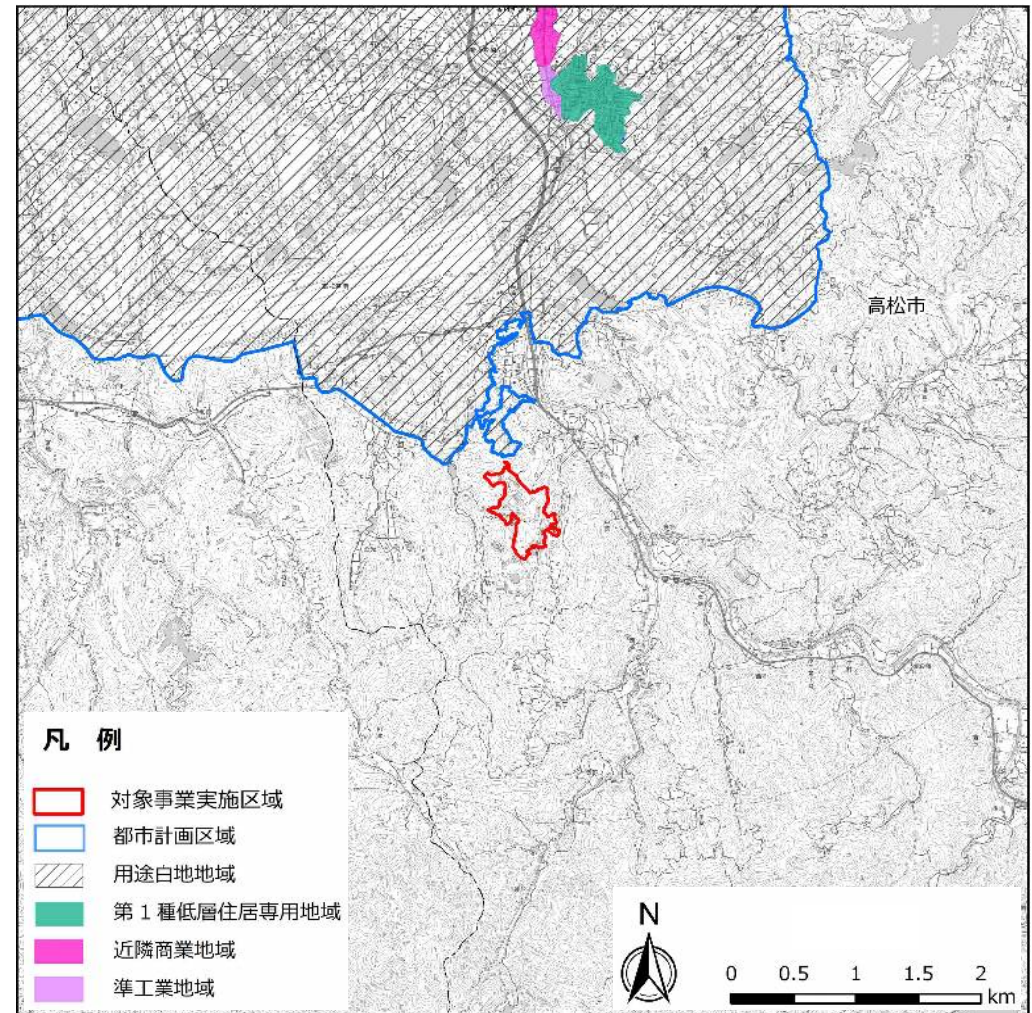 高松市
凡 例
対象事業実施区域
都市計画区域
用途白地地域
第1種低層住居専用地域
近隣商業地域
準工業地域
N
0 0.5 1 1.5 2
km